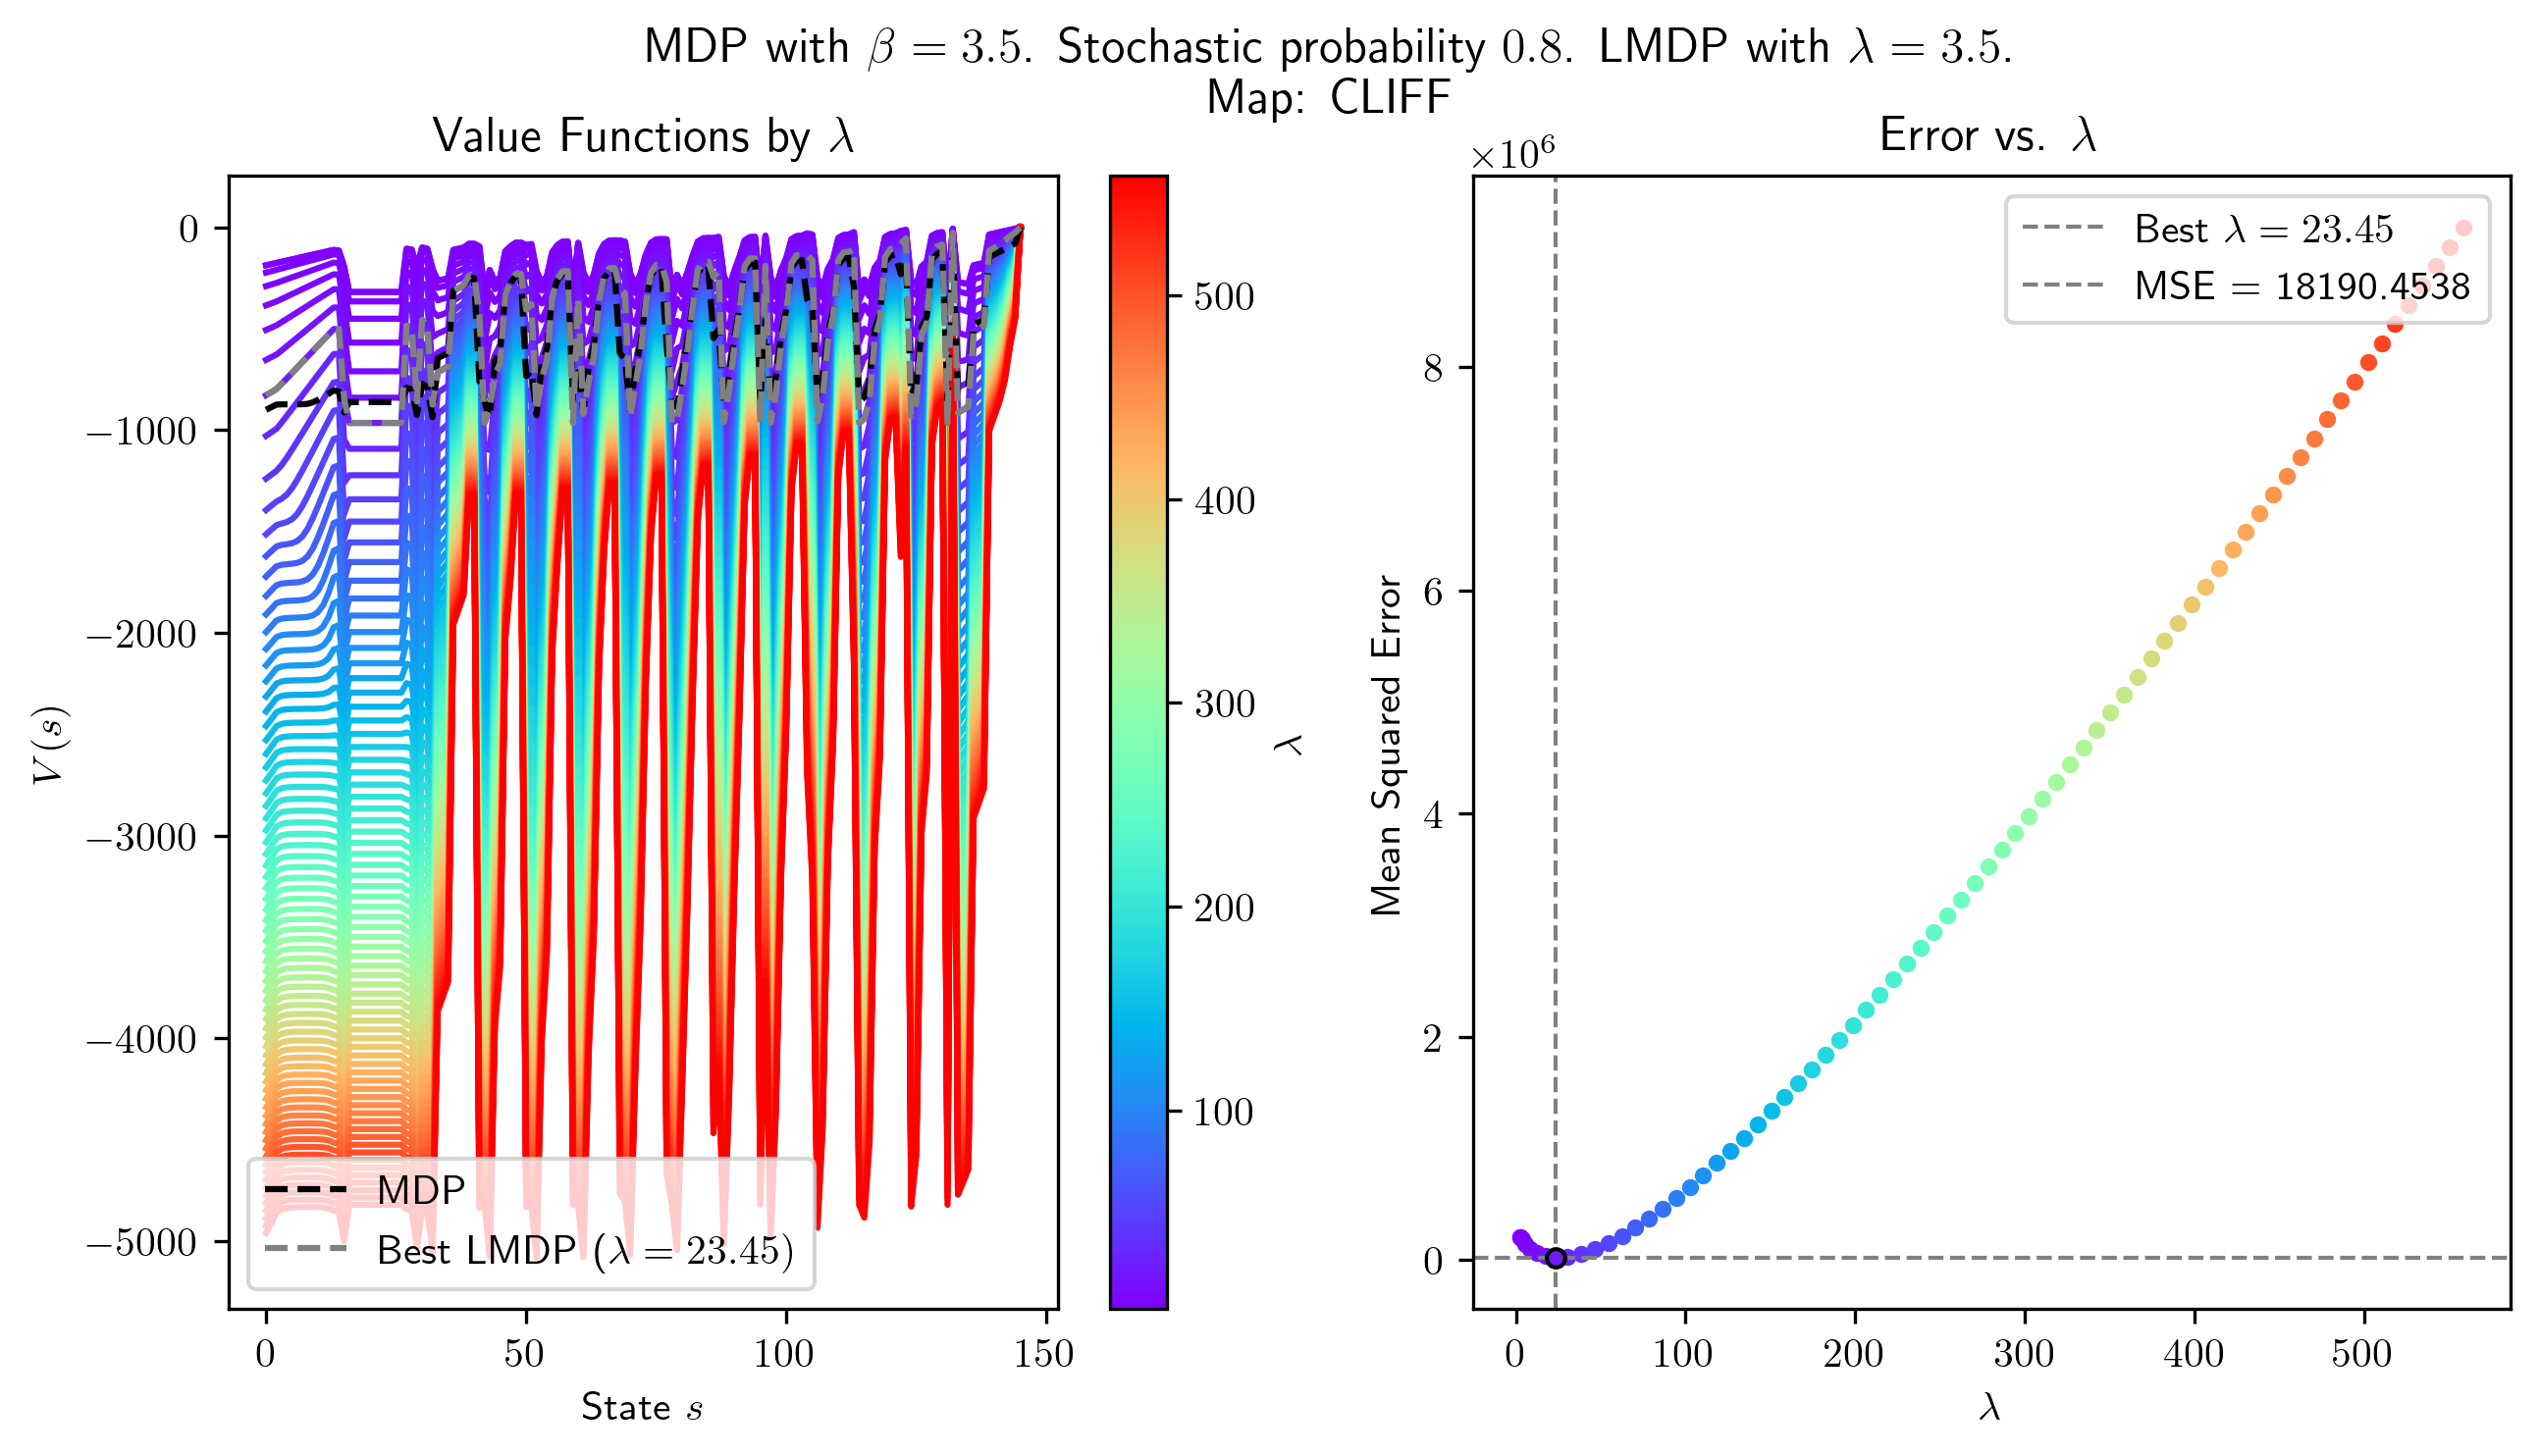 MDP with β = 3.5. Stochastic probability 0.8. LMDP with λ = 3.5.
Map: CLIFF
Value Functions by λ
0
−1000
−2000
−3000
−4000
−5000
V(s)
MDP
Best LMDP (λ = 23.45)
0
50
100
150
State s
500
400
300
200
100
λ
Error vs. λ
×10⁶
Best λ = 23.45
MSE = 18190.4538
8
6
4
2
0
Mean Squared Error
0
100
200
300
400
500
λ